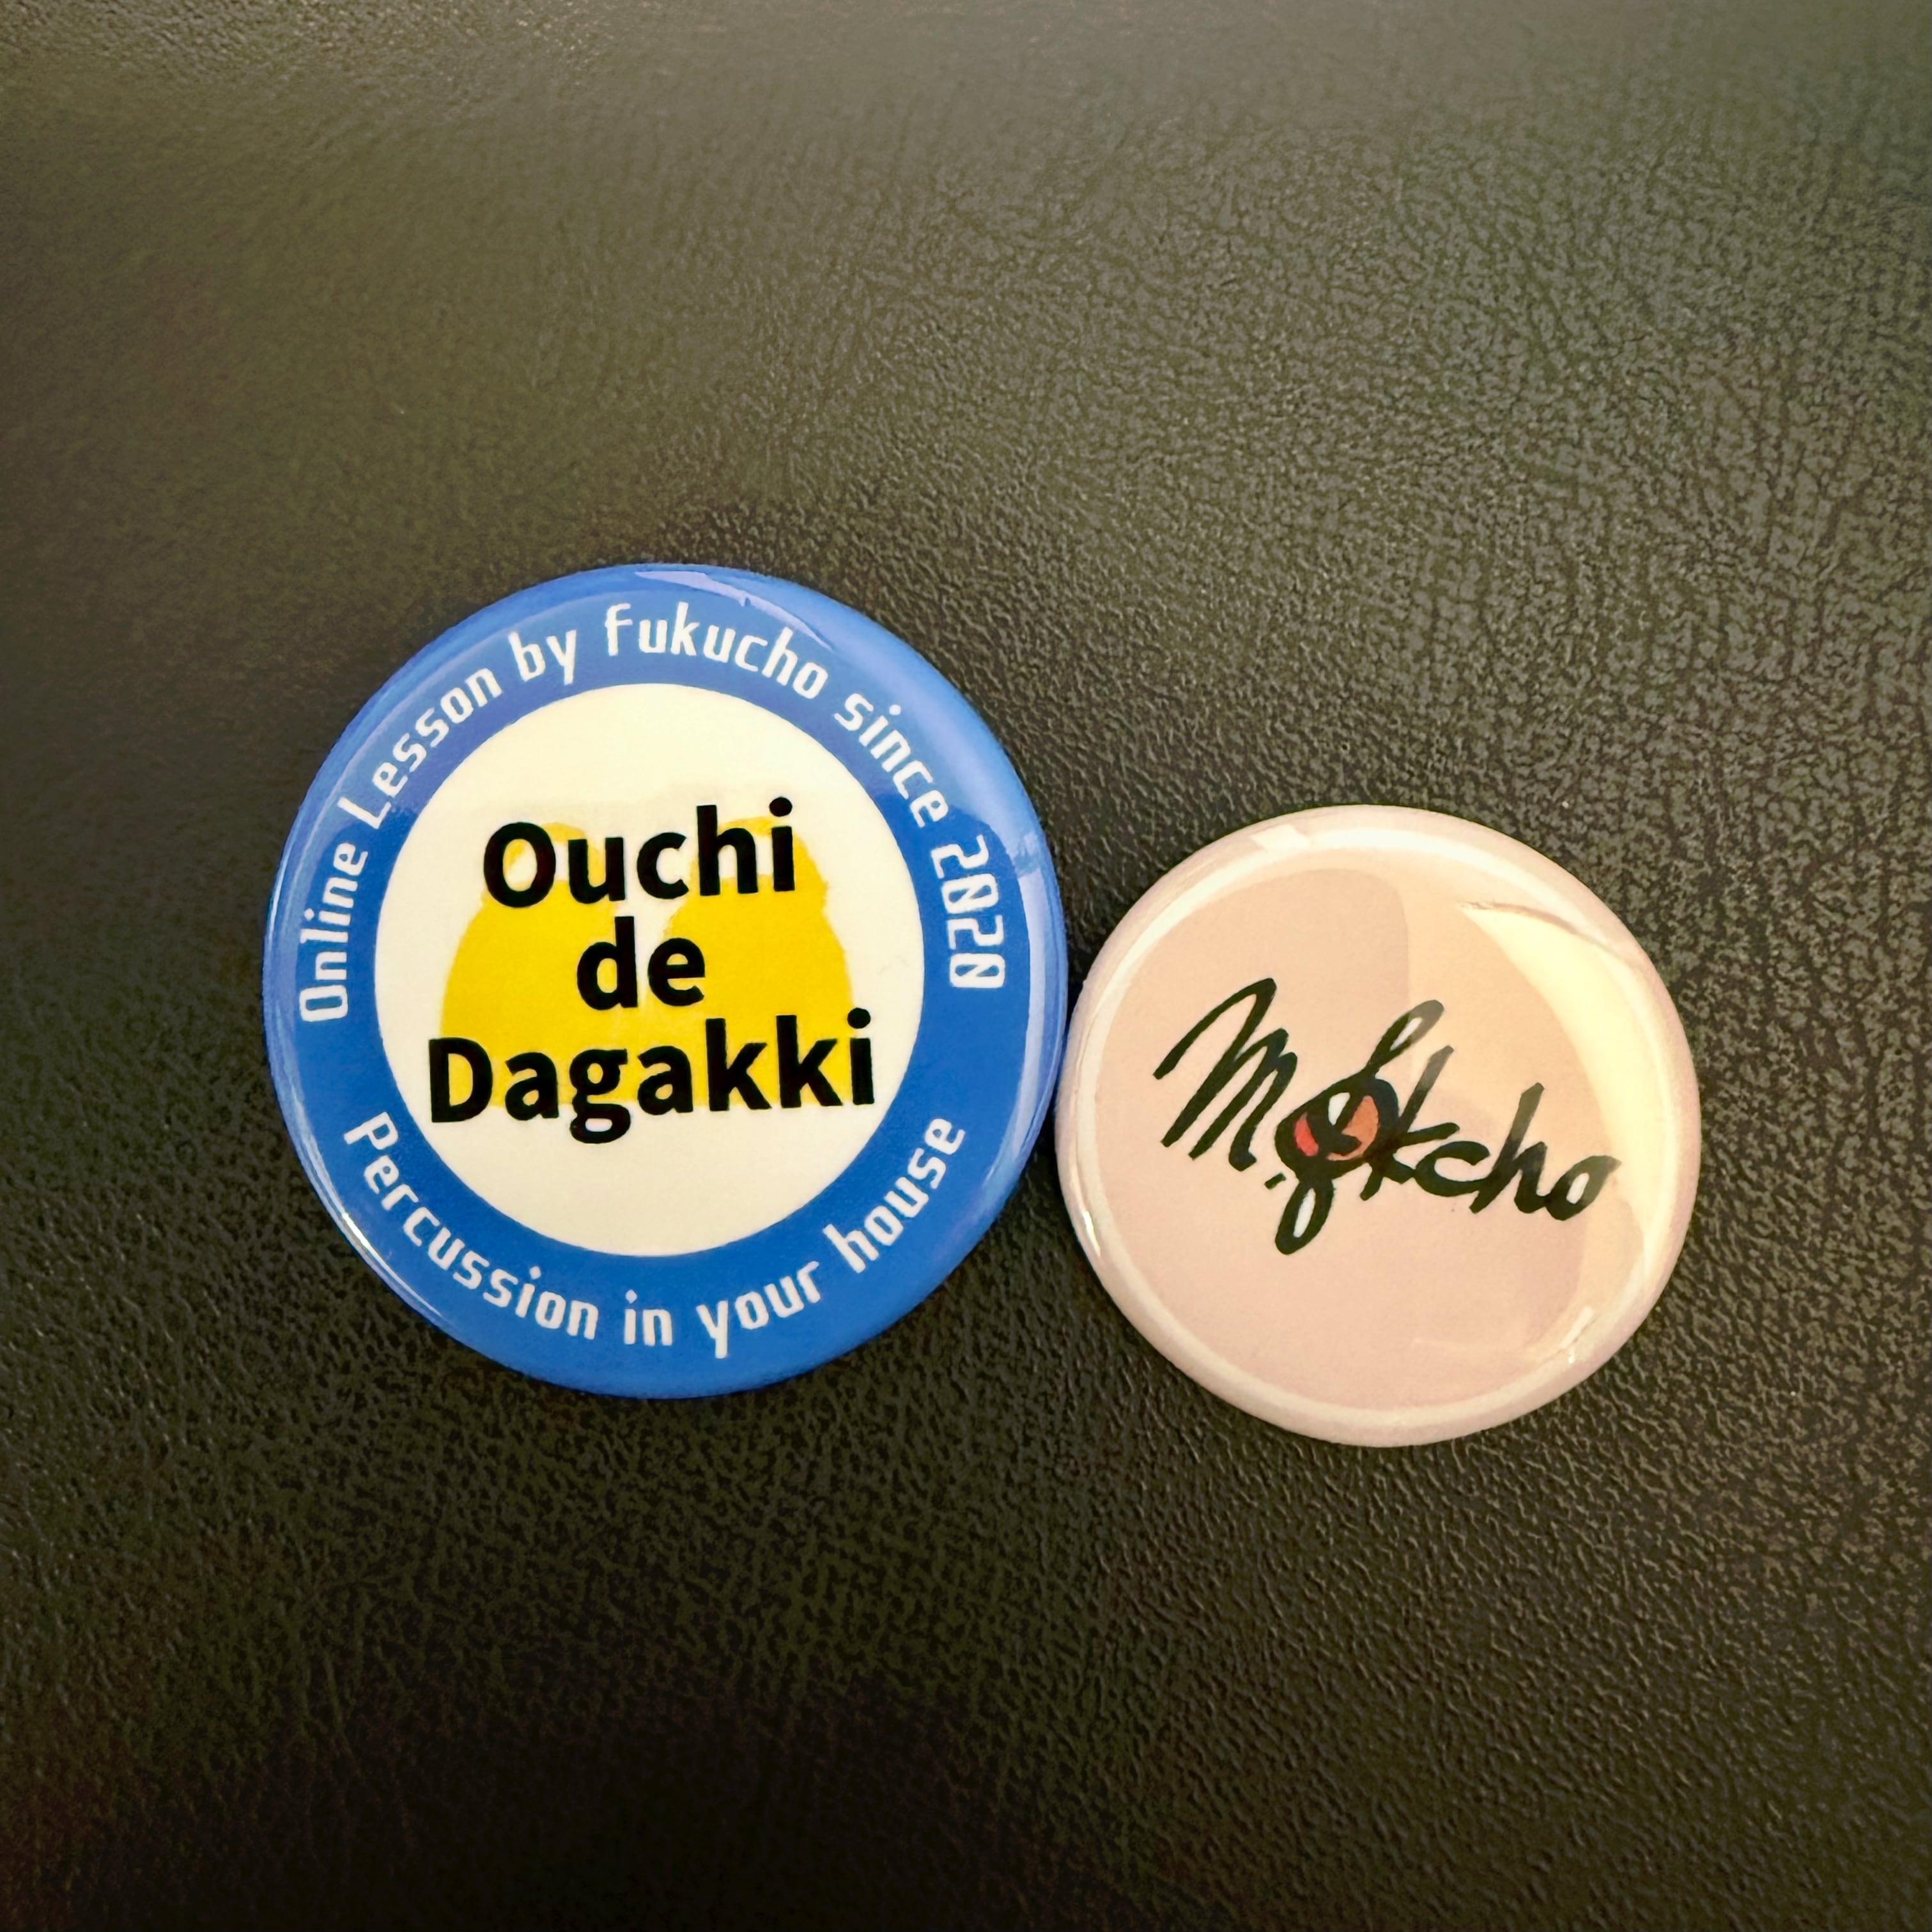 Online Lesson by fukucho since 2020
Ouchi
de
Dagakki
Percussion in your house